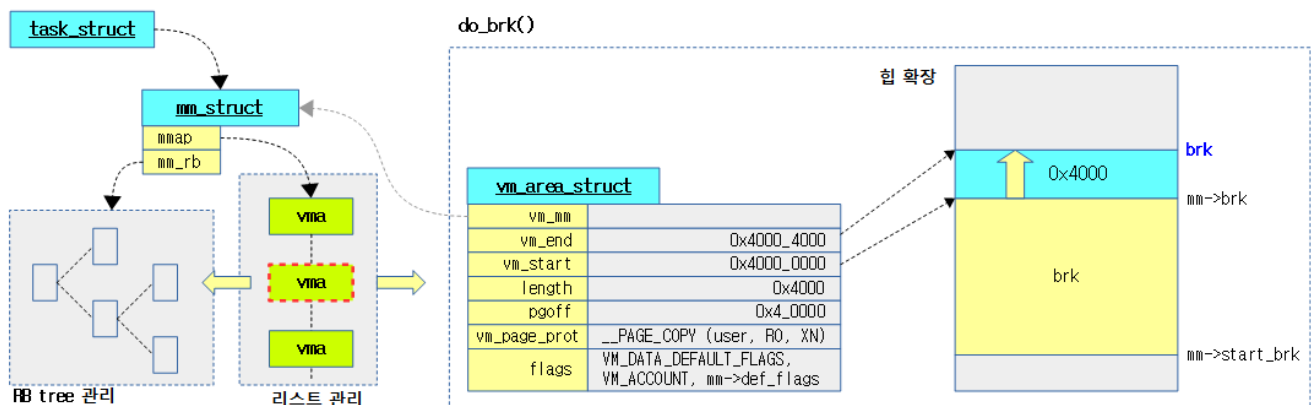 task_struct
mm_struct
mmap
mm_rb
vma
vma
vma
RB tree 관리
리스트 관리
do_brk()
힙 확장
vm_area_struct
vm_mm
vm_end 0x4000_4000
vm_start 0x4000_0000
length 0x4000
pgoff 0x4_0000
vm_page_prot __PAGE_COPY (user, RO, XN)
flags VM_DATA_DEFAULT_FLAGS,
VM_ACCOUNT, mm->def_flags
brk
0x4000
mm->brk
brk
mm->start_brk